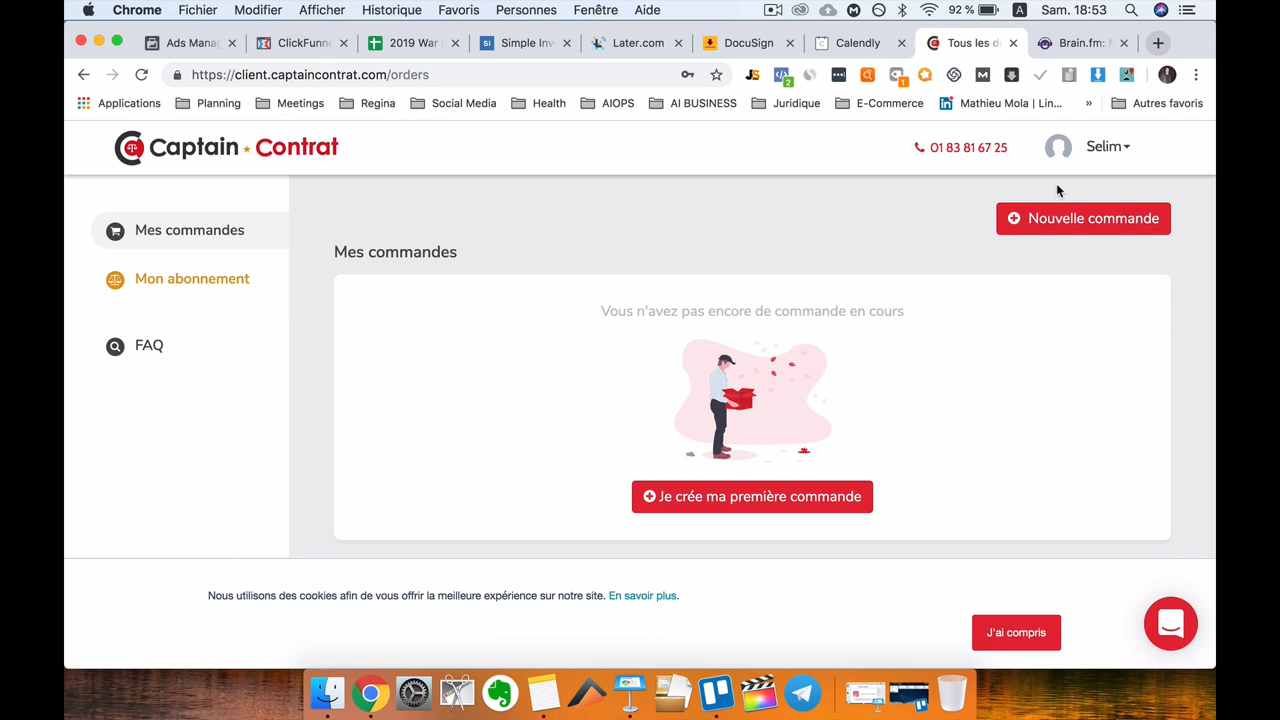 Chrome Fichier Modifier Afficher Historique Favoris Personnes Fenêtre Aide 92 % A Sam. 18:53
Ads Mana ClickFunne 2019 War Simple Inv Later.com DocuSign Calendly Tous les d Brain.fm: M
https://client.captaincontrat.com/orders
Applications Planning Meetings Regina Social Media Health AIOPS AI BUSINESS Juridique E-Commerce Mathieu Mola | Lin... » Autres favoris
Captain Contrat
01 83 81 67 25
Selim
Mes commandes
Mon abonnement
FAQ
Nouvelle commande
Mes commandes
Vous n'avez pas encore de commande en cours
Je crée ma première commande
Nous utilisons des cookies afin de vous offrir la meilleure expérience sur notre site. En savoir plus.
J'ai compris